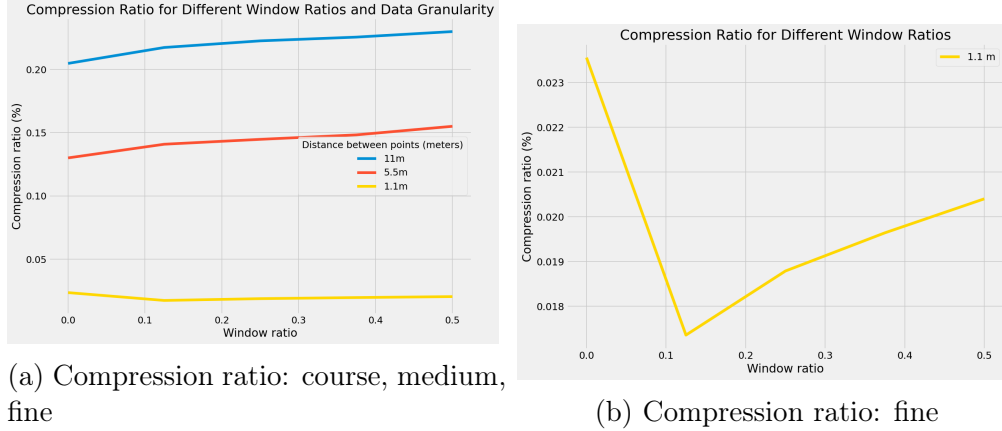 Compression Ratio for Different Window Ratios and Data Granularity
Compression ratio (%)
0.20
0.15
0.10
0.05
Distance between points (meters)
11m
5.5m
1.1m
0.0 0.1 0.2 0.3 0.4 0.5
Window ratio
(a) Compression ratio: course, medium,
fine
Compression Ratio for Different Window Ratios
1.1 m
Compression ratio (%)
0.023
0.022
0.021
0.020
0.019
0.018
0.0 0.1 0.2 0.3 0.4 0.5
Window ratio
(b) Compression ratio: fine